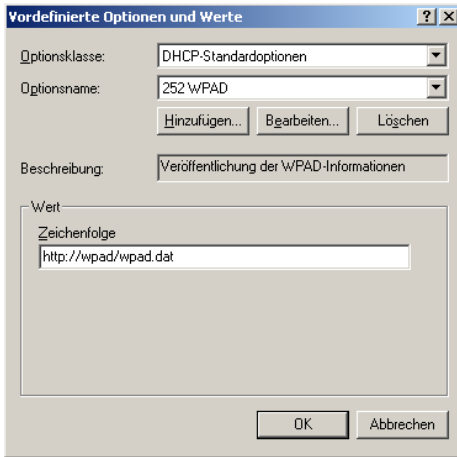 Vordefinierte Optionen und Werte
Optionsklasse: DHCP-Standardoptionen
Optionsname: 252 WPAD
Hinzufügen... Bearbeiten... Löschen
Beschreibung: Veröffentlichung der WPAD-Informationen
Wert
Zeichenfolge
http://wpad/wpad.dat
OK Abbrechen